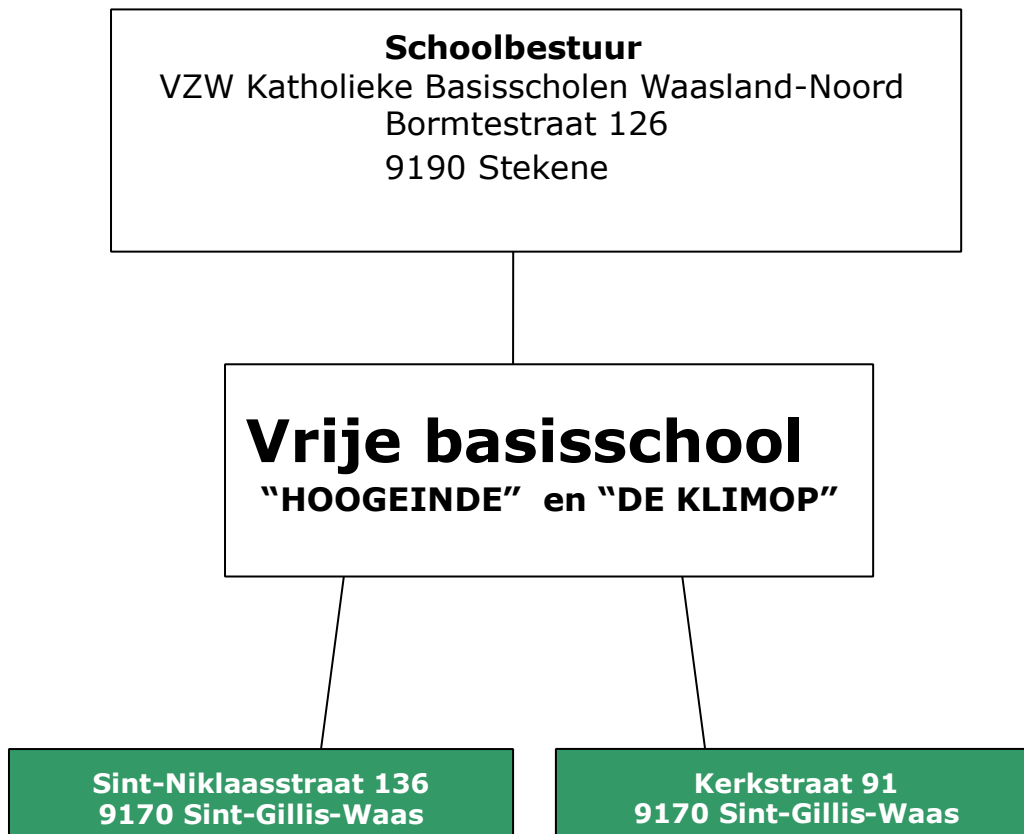 Schoolbestuur
VZW Katholieke Basisscholen Waasland-Noord
Bormtestraat 126
9190 Stekene
Vrije basisschool
“HOOGEINDE” en “DE KLIMOP”
Sint-Niklaasstraat 136
9170 Sint-Gillis-Waas
Kerkstraat 91
9170 Sint-Gillis-Waas